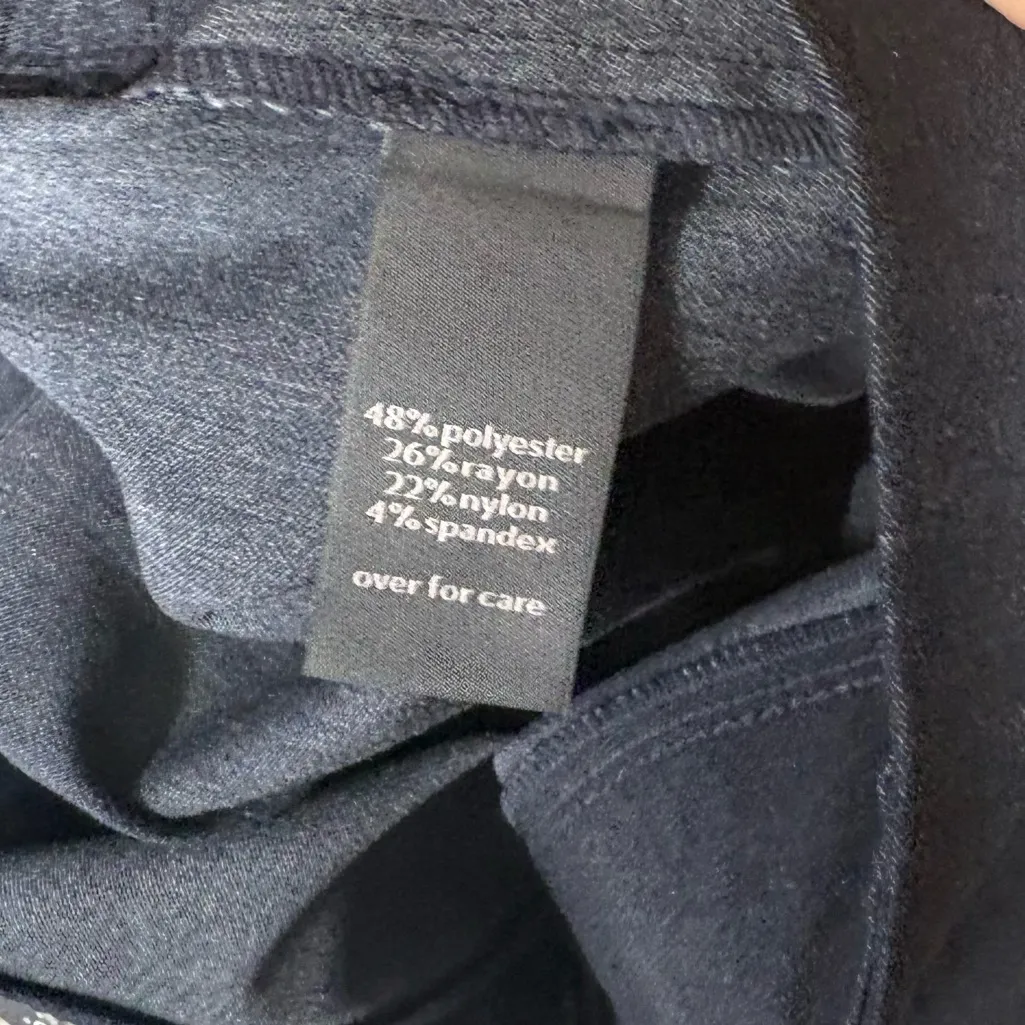 48% polyester
26% rayon
22% nylon
4% spandex
over for care